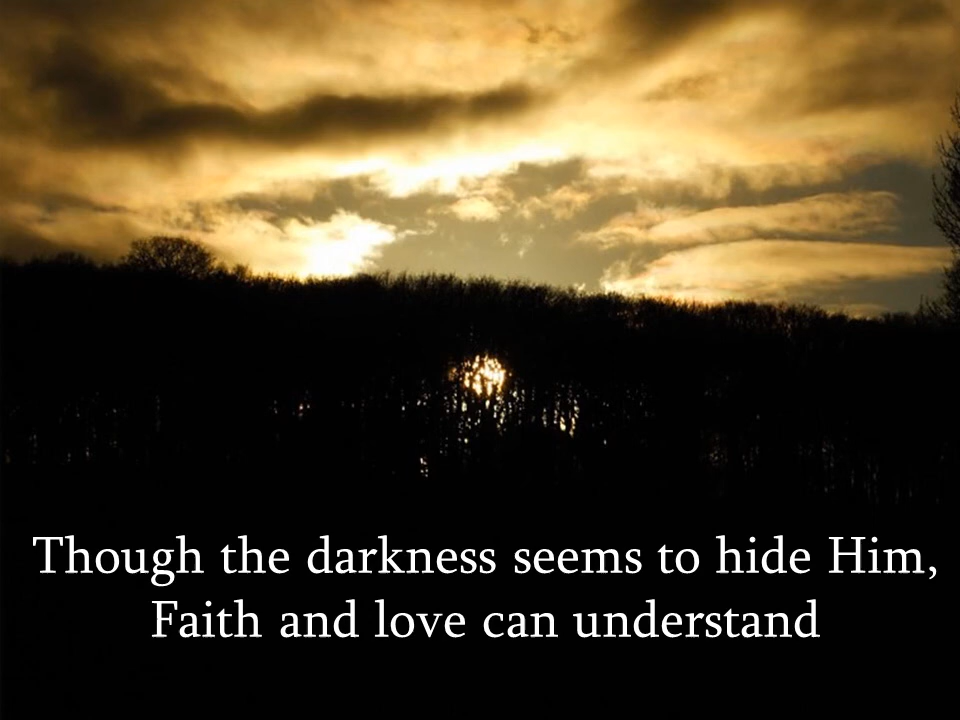 Though the darkness seems to hide Him,
Faith and love can understand